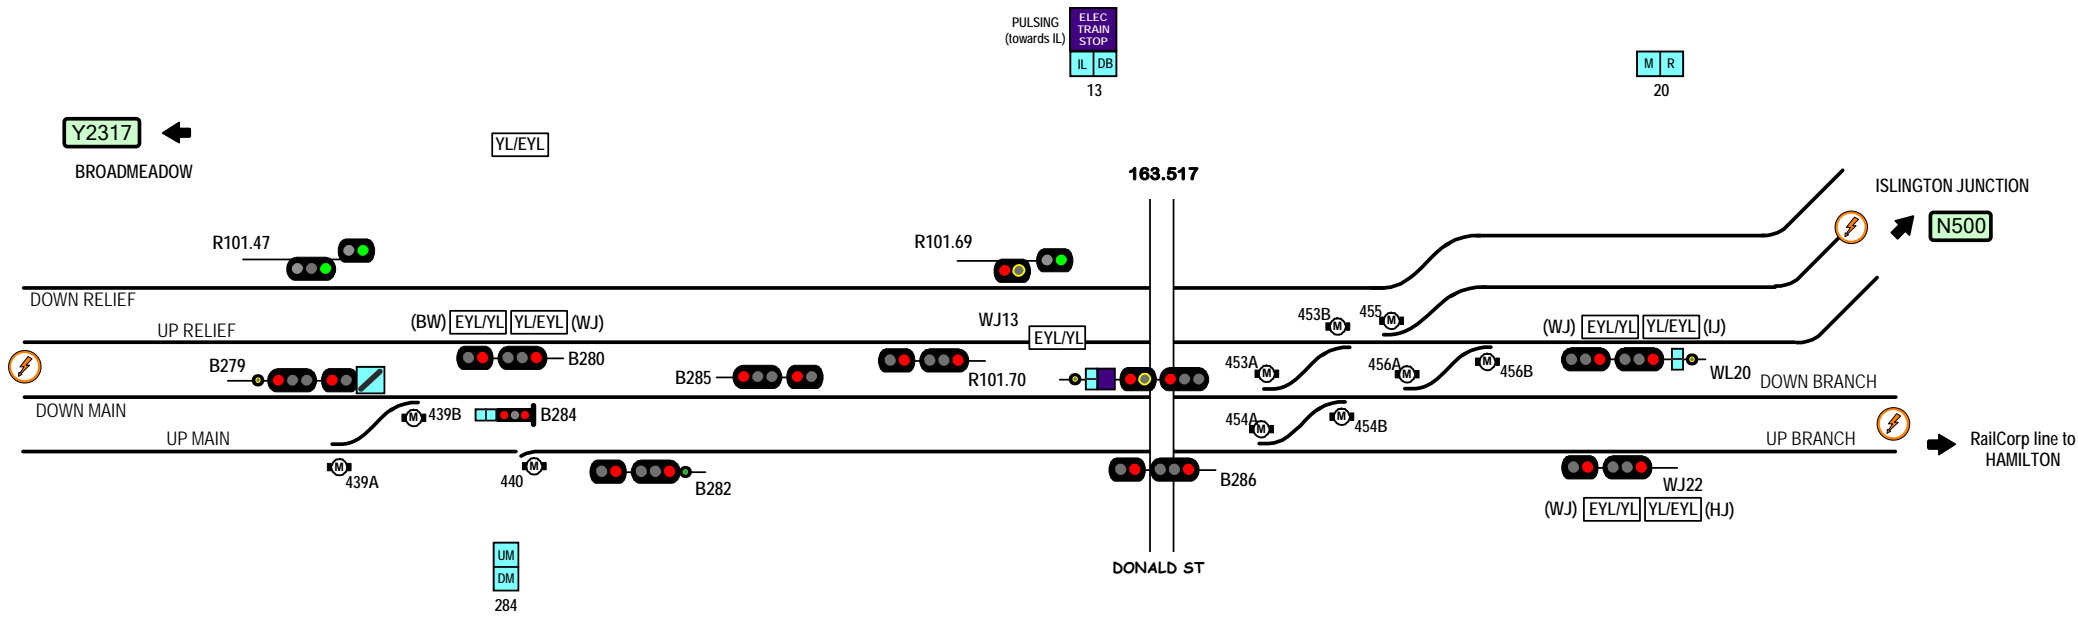 PULSING
(towards IL)
ELEC
TRAIN
STOP
IL DB
13
M R
20
Y2317
BROADMEADOW
YL/EYL
163.517
ISLINGTON JUNCTION
N500
R101.47
R101.69
DOWN RELIEF
UP RELIEF
(BW) EYL/YL YL/EYL (WJ)
WJ13
EYL/YL
453B
M
455
M
(WJ) EYL/YL YL/EYL (IJ)
B279
B280
B285
R101.70
453A
M
456A
M
M
456B
WL20
DOWN BRANCH
DOWN MAIN
M
439B
B284
454A
M
M
454B
UP MAIN
UP BRANCH
RailCorp line to
HAMILTON
M
439A
440
M
B282
B286
WJ22
(WJ) EYL/YL YL/EYL (HJ)
UM
DM
284
DONALD ST